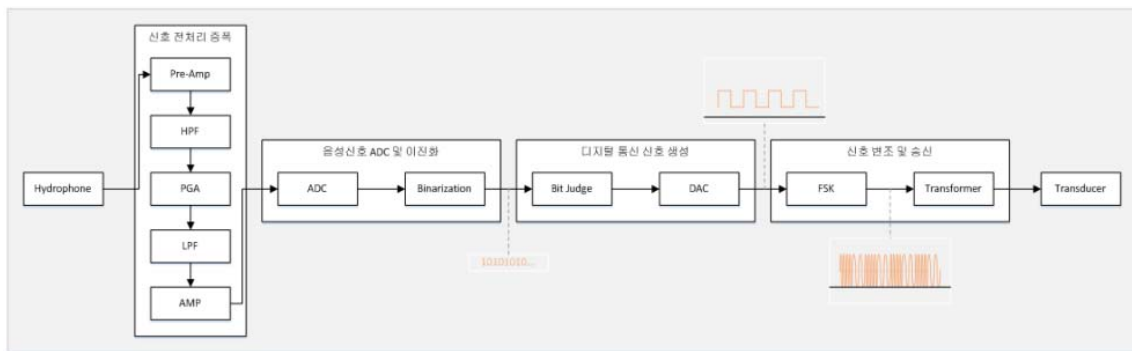 Hydrophone
신호 전처리 증폭
Pre-Amp
HPF
PGA
LPF
AMP
음성신호 ADC 및 이진화
ADC
Binarization
10101010...
디지털 통신 신호 생성
Bit Judge
DAC
신호 변조 및 송신
FSK
Transformer
Transducer